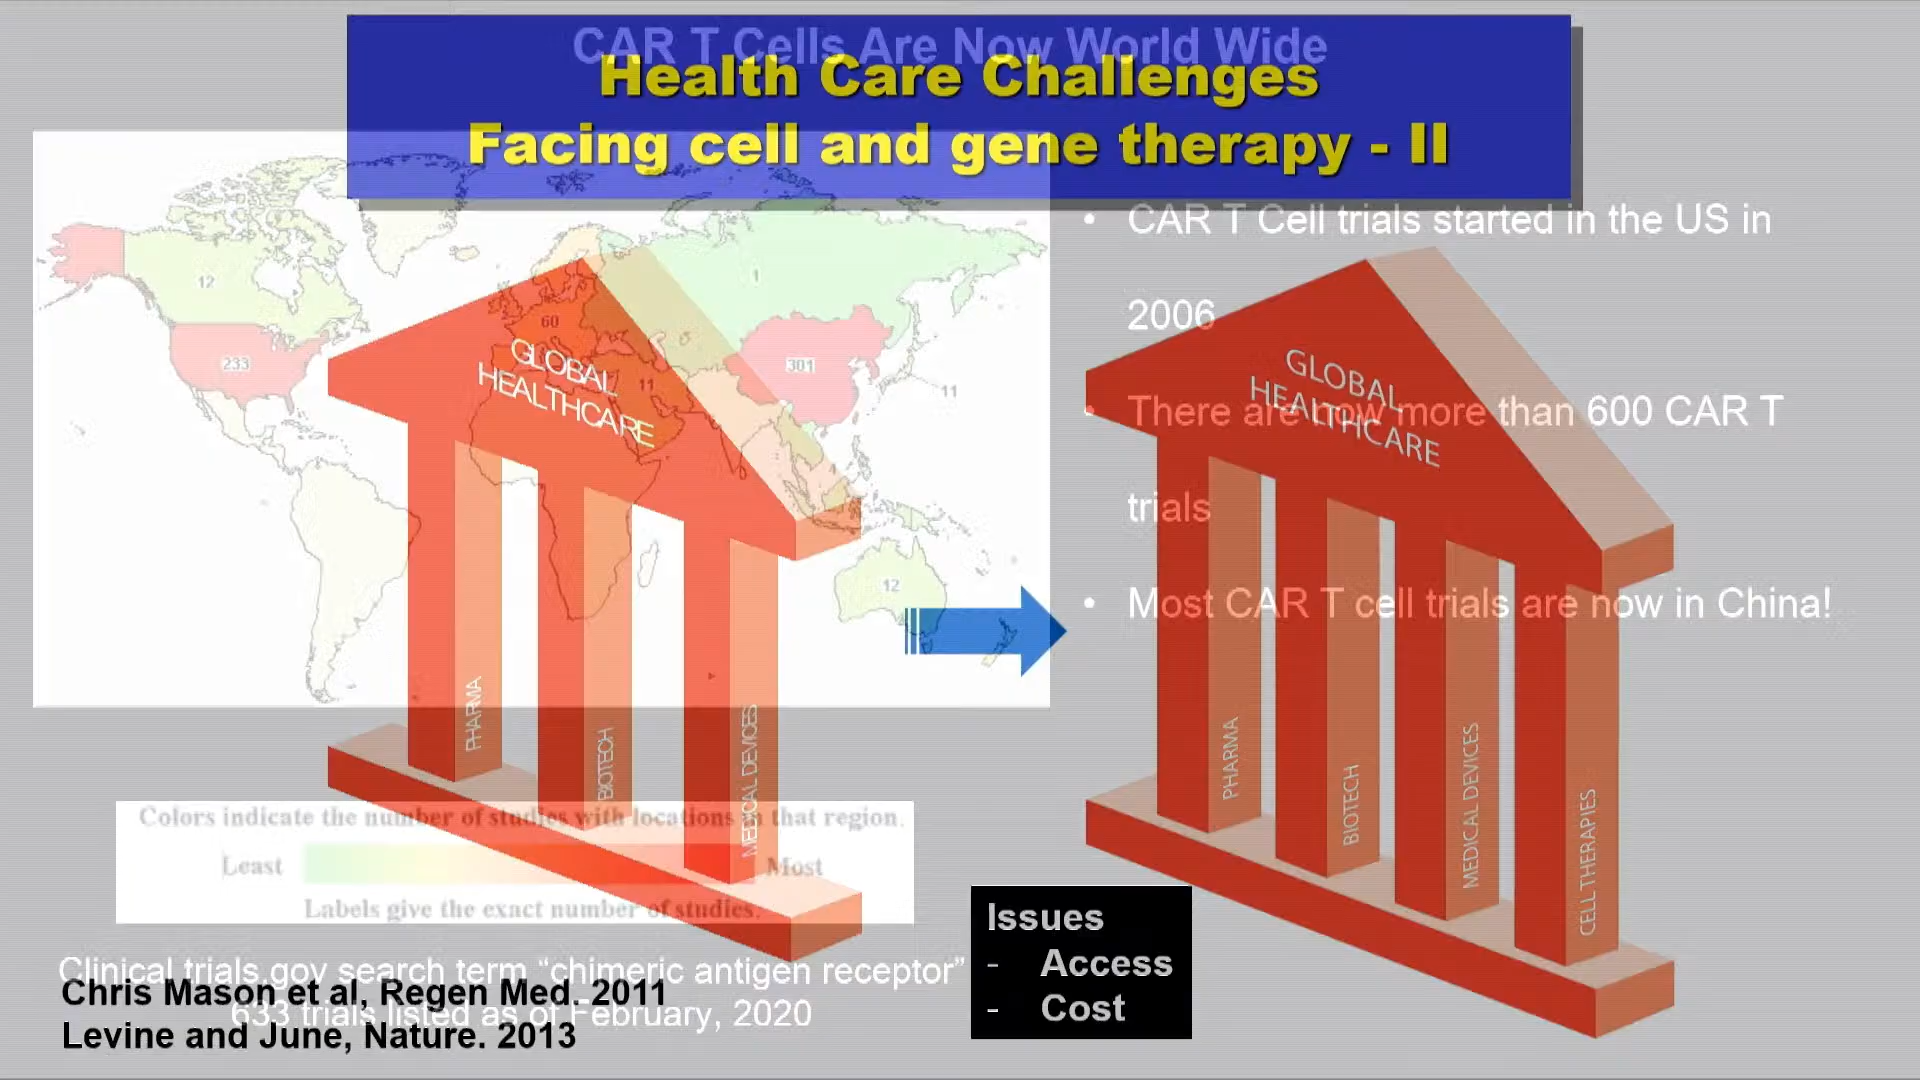 CAR T Cells Are Now World Wide
Health Care Challenges
Facing cell and gene therapy - II
• CAR T Cell trials started in the US in
2006
• There are now more than 600 CAR T
trials
• Most CAR T cell trials are now in China!
12
1
60
233
11
301
11
12
GLOBAL
HEALTHCARE
PHARMA
BIOTECH
MEDICAL DEVICES
GLOBAL
HEALTHCARE
PHARMA
BIOTECH
MEDICAL DEVICES
CELL THERAPIES
Colors indicate the number of studies with locations in that region.
Least
Most
Labels give the exact number of studies.
Clinical trials.gov search term “chimeric antigen receptor”
633 trials listed as of February, 2020
Chris Mason et al, Regen Med. 2011
Levine and June, Nature. 2013
Issues
- Access
- Cost